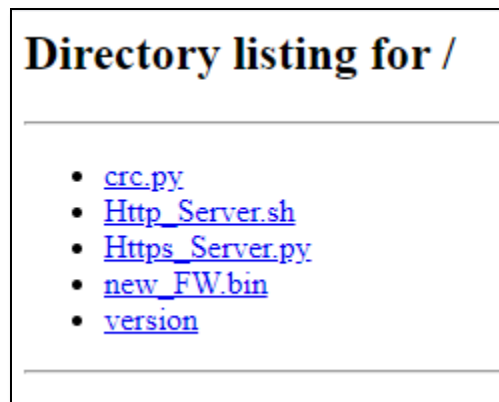 Directory listing for /
crc.py
Http_Server.sh
Https_Server.py
new_FW.bin
version